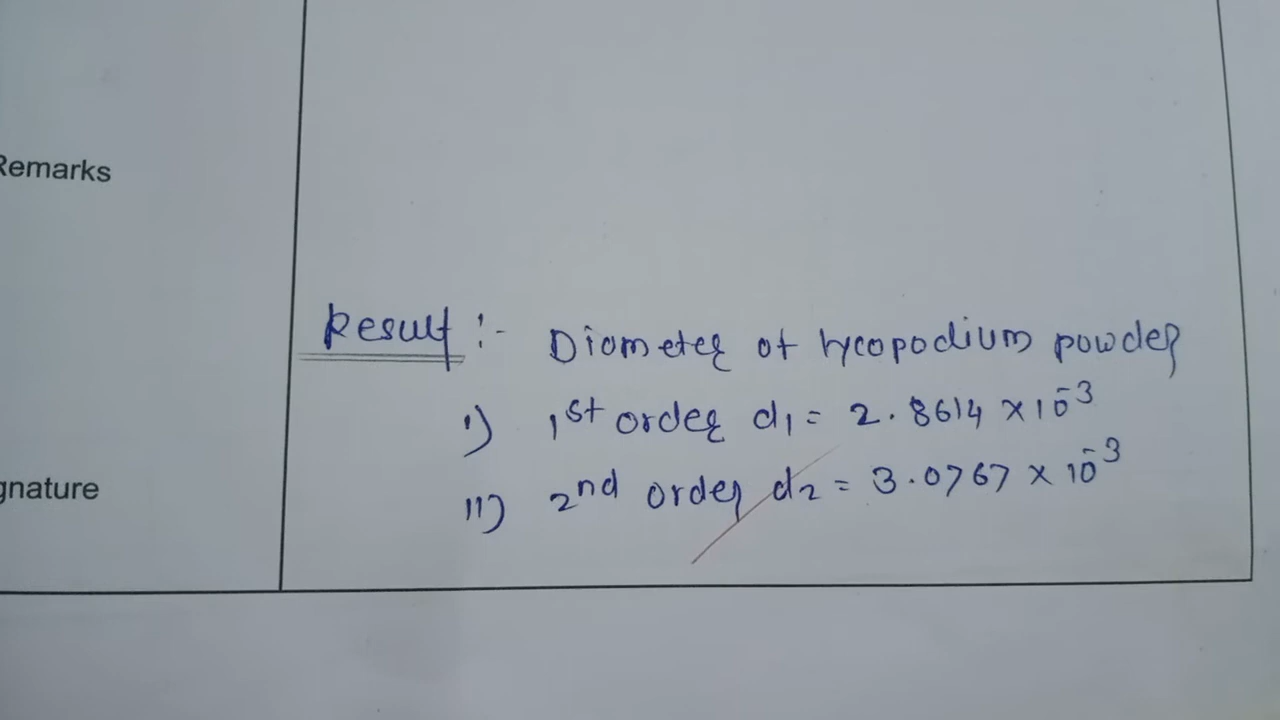 Remarks
Result :- Diameter of lycopodium powder
i) 1st order d₁ = 2.8614 × 10⁻³
ii) 2nd order d₂ = 3.0767 × 10⁻³
gnature